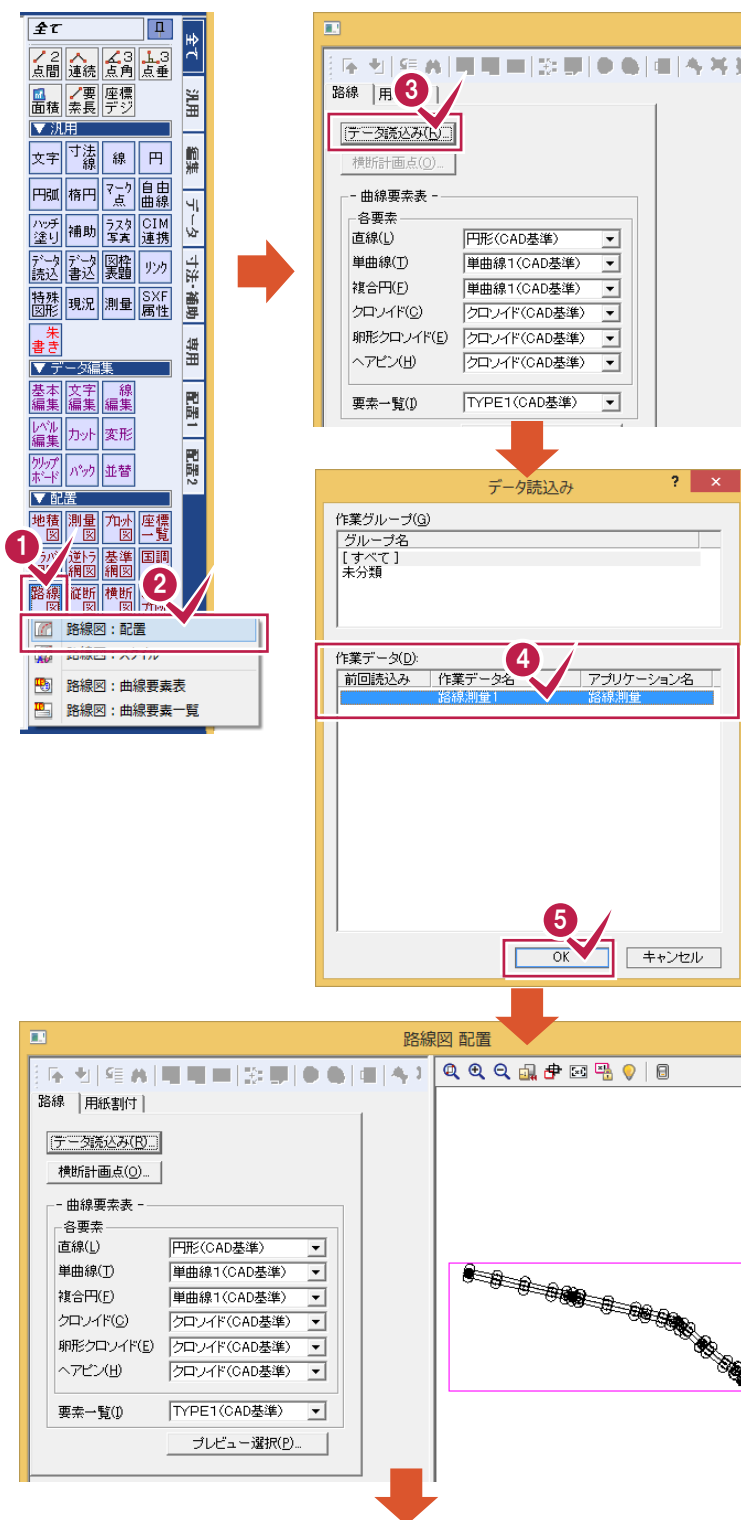 全て
2点間 連続 3点角 3点垂
面積 要素長 座標デジ
▼ 汎用
文字 寸法線 線 円
円弧 楕円 マーク点 自由曲線
ハッチ塗り 補助 ラスタ写真 CIM連携
データ読込 データ書込 図枠表題 リンク
特殊図形 現況 測量 SXF属性
朱書き
▼ データ編集
基本編集 文字編集 線編集
レベル編集 カット 変形
クリップボード パック 並替
▼ 配置
地積図 測量図 プロット図 座標一覧
逆トラ網図 基準網図 国調
路線図 縦断 横断
全て
汎用
編集
データ
寸法・補助
専用
配置1
配置2
1
2
路線図：配置
路線図：スタイル
路線図：曲線要素表
路線図：曲線要素一覧
路線 用
3
データ読込み(R)...
横断計画点(O)...
- 曲線要素表 -
各要素
直線(L) 円形(CAD基準)
単曲線(T) 単曲線1(CAD基準)
複合円(F) 単曲線1(CAD基準)
クロソイド(C) クロソイド(CAD基準)
卵形クロソイド(E) クロソイド(CAD基準)
ヘアピン(H) クロソイド(CAD基準)
要素一覧(I) TYPE1(CAD基準)
データ読込み ? ×
作業グループ(G)
グループ名
[すべて]
未分類
作業データ(D):
4
前回読込み 作業データ名 アプリケーション名
路線測量1 路線測量
5
OK キャンセル
路線図 配置
路線 用紙割付
データ読込み(R)...
横断計画点(O)...
- 曲線要素表 -
各要素
直線(L) 円形(CAD基準)
単曲線(T) 単曲線1(CAD基準)
複合円(F) 単曲線1(CAD基準)
クロソイド(C) クロソイド(CAD基準)
卵形クロソイド(E) クロソイド(CAD基準)
ヘアピン(H) クロソイド(CAD基準)
要素一覧(I) TYPE1(CAD基準)
プレビュー選択(P)...